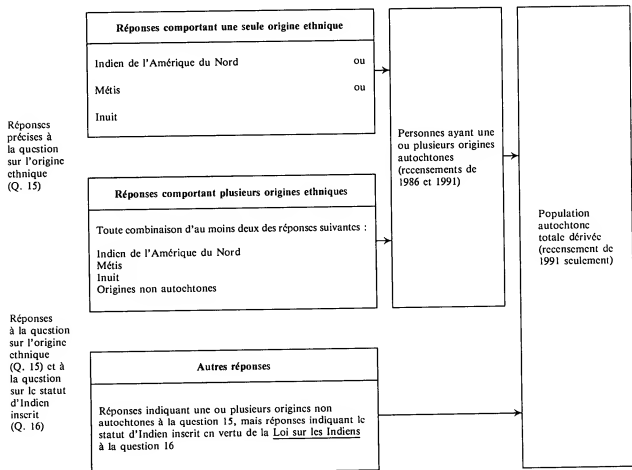 Réponses comportant une seule origine ethnique
Indien de l'Amérique du Nord ou
Métis ou
Inuit
Réponses
précises à
la question
sur l'origine
ethnique
(Q. 15)
Réponses comportant plusieurs origines ethniques
Toute combinaison d'au moins deux des réponses suivantes :
Indien de l'Amérique du Nord
Métis
Inuit
Origines non autochtones
Personnes ayant une
ou plusieurs origines
autochtones
(recensements de
1986 et 1991)
Population
autochtone
totale dérivée
(recensement de
1991 seulement)
Réponses
à la question
sur l'origine
ethnique
(Q. 15) et à
la question
sur le statut
d'Indien
inscrit
(Q. 16)
Autres réponses
Réponses indiquant une ou plusieurs origines non
autochtones à la question 15, mais réponses indiquant le
statut d'Indien inscrit en vertu de la Loi sur les Indiens
à la question 16